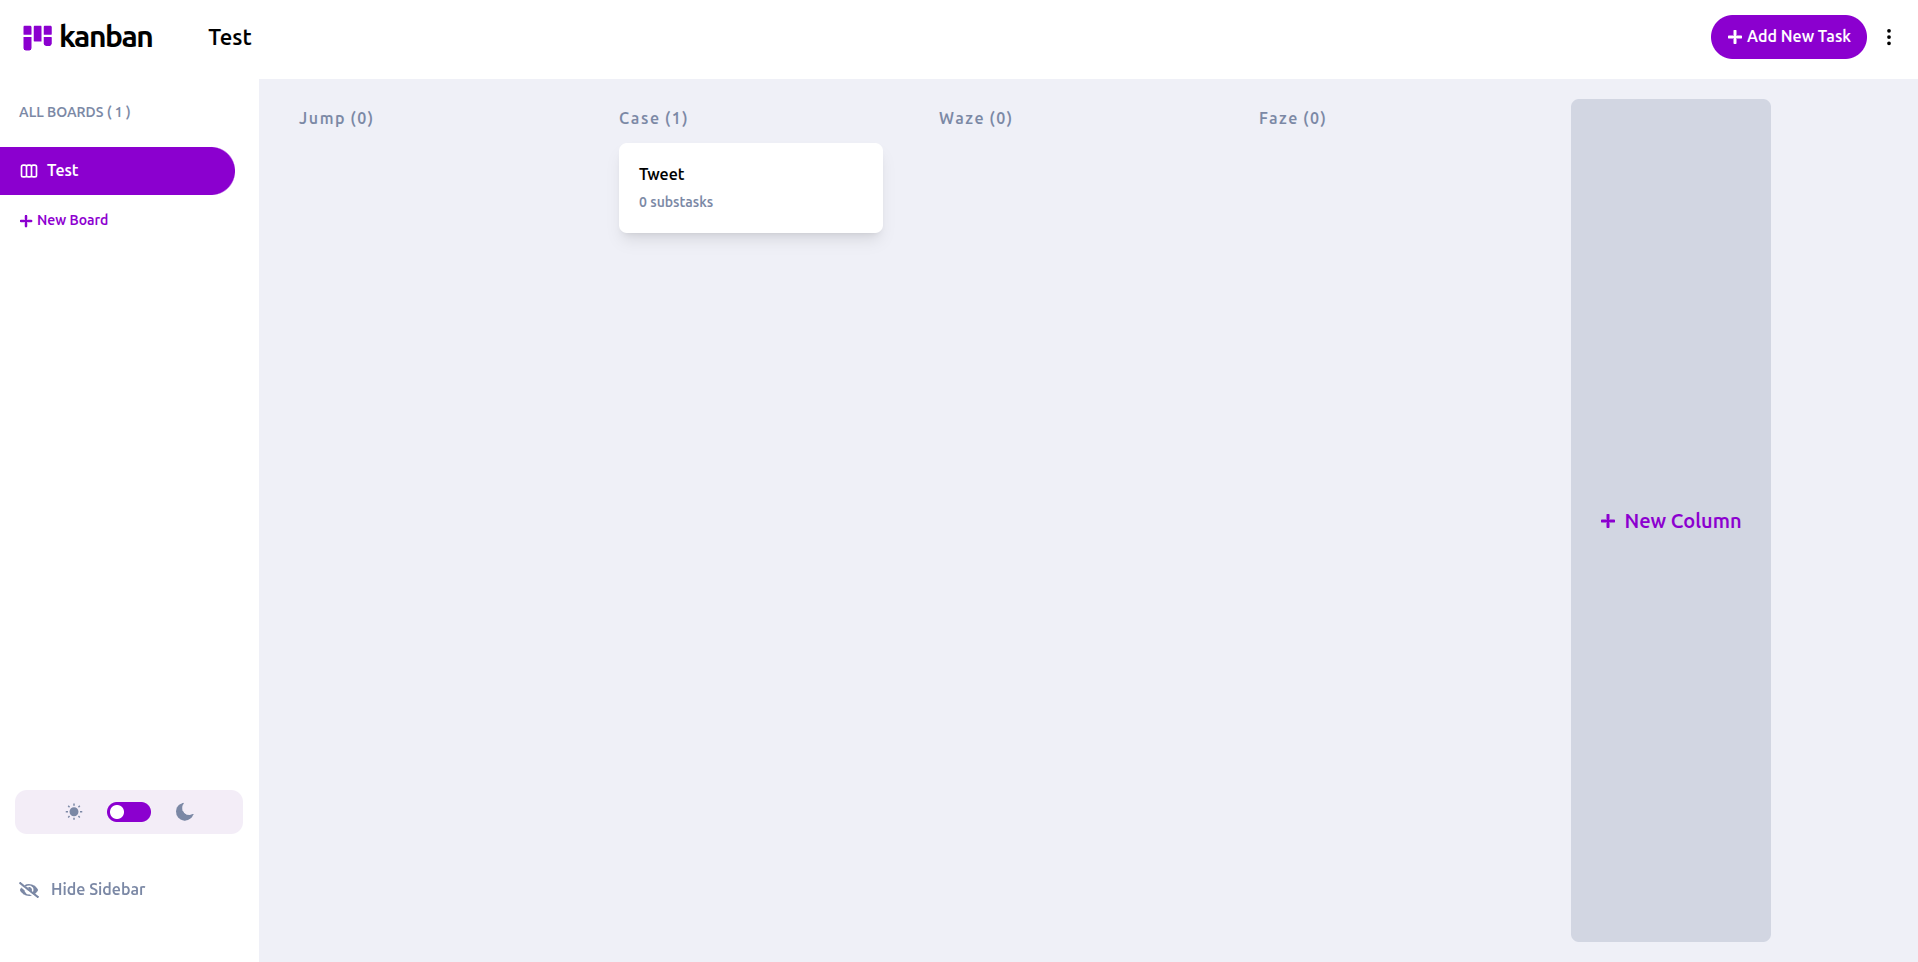 kanban
Test
Add New Task
ALL BOARDS ( 1 )
Test
New Board
Jump (0)
Case (1)
Waze (0)
Faze (0)
Tweet
0 substasks
New Column
Hide Sidebar